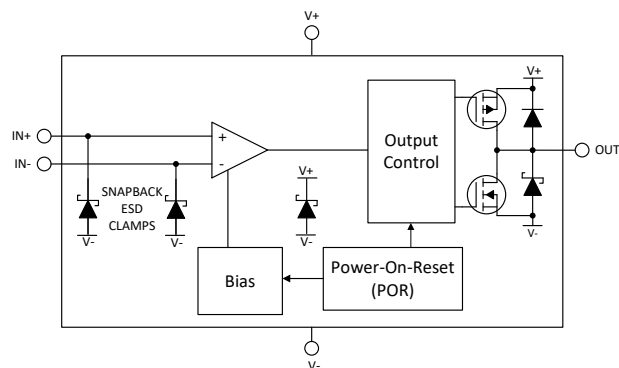 V+
V+
IN+
+
Output
Control
OUT
IN-
-
SNAPBACK
ESD
CLAMPS
V+
V-
V-
V-
V-
Bias
Power-On-Reset
(POR)
V-